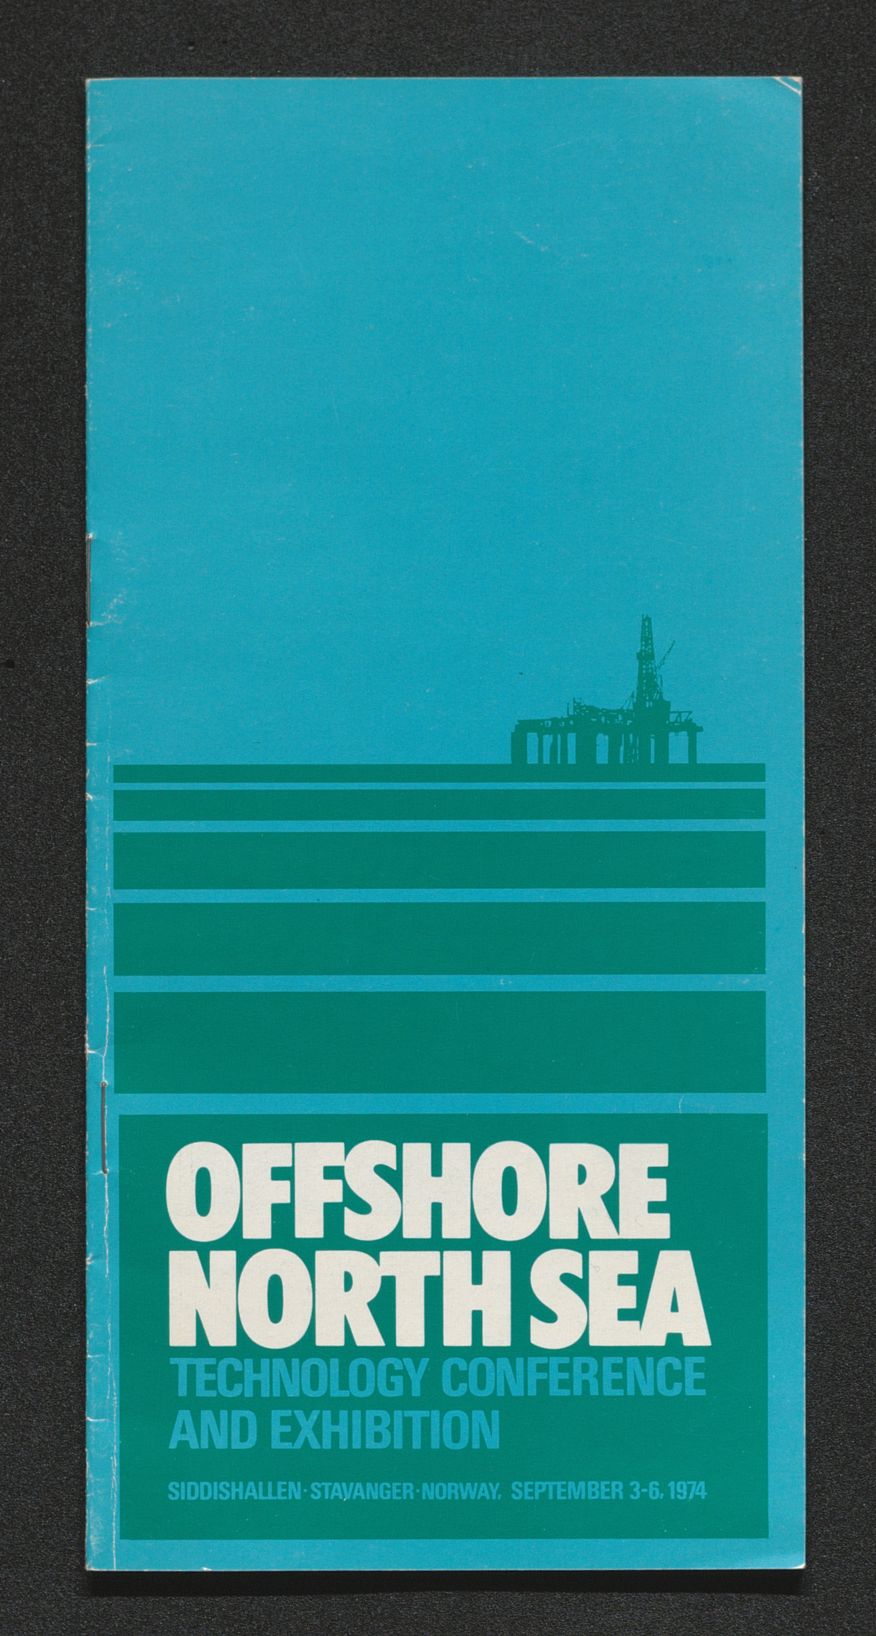 OFFSHORE
NORTH SEA
TECHNOLOGY CONFERENCE
AND EXHIBITION
SIDDISHALLEN · STAVANGER · NORWAY. SEPTEMBER 3-6. 1974